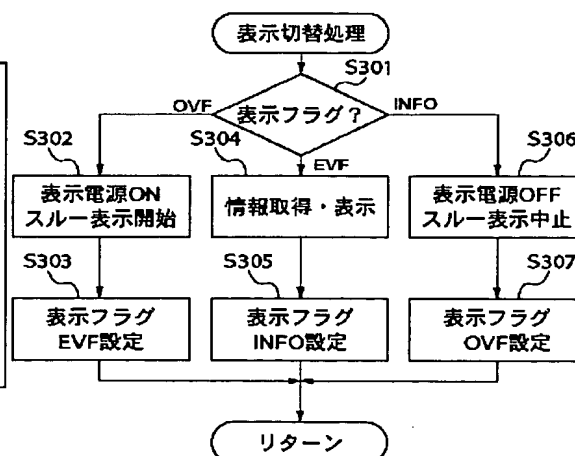 表示切替処理
S301
表示フラグ?
OVF
INFO
EVF
S302
表示電源ON
スルー表示開始
S304
情報取得・表示
S306
表示電源OFF
スルー表示中止
S303
表示フラグ
EVF設定
S305
表示フラグ
INFO設定
S307
表示フラグ
OVF設定
リターン